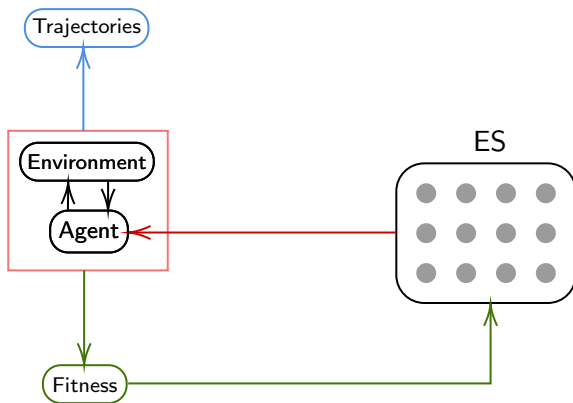 Trajectories
ES
Environment
Agent
Fitness